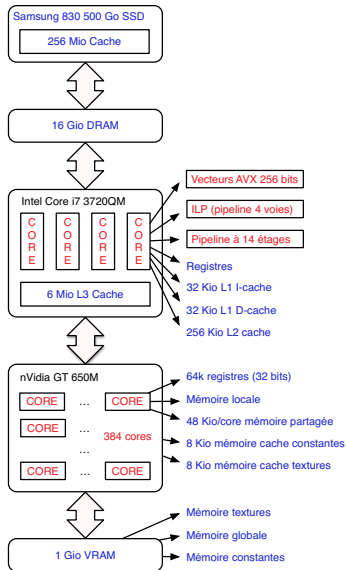 Samsung 830 500 Go SSD
256 Mio Cache
16 Gio DRAM
Intel Core i7 3720QM
CORE CORE CORE CORE
6 Mio L3 Cache
Vecteurs AVX 256 bits
ILP (pipeline 4 voies)
Pipeline à 14 étages
Registres
32 Kio L1 I-cache
32 Kio L1 D-cache
256 Kio L2 cache
nVidia GT 650M
CORE ... CORE
CORE ...
384 cores
...
CORE ... CORE
64k registres (32 bits)
Mémoire locale
48 Kio/core mémoire partagée
8 Kio mémoire cache constantes
8 Kio mémoire cache textures
1 Gio VRAM
Mémoire textures
Mémoire globale
Mémoire constantes